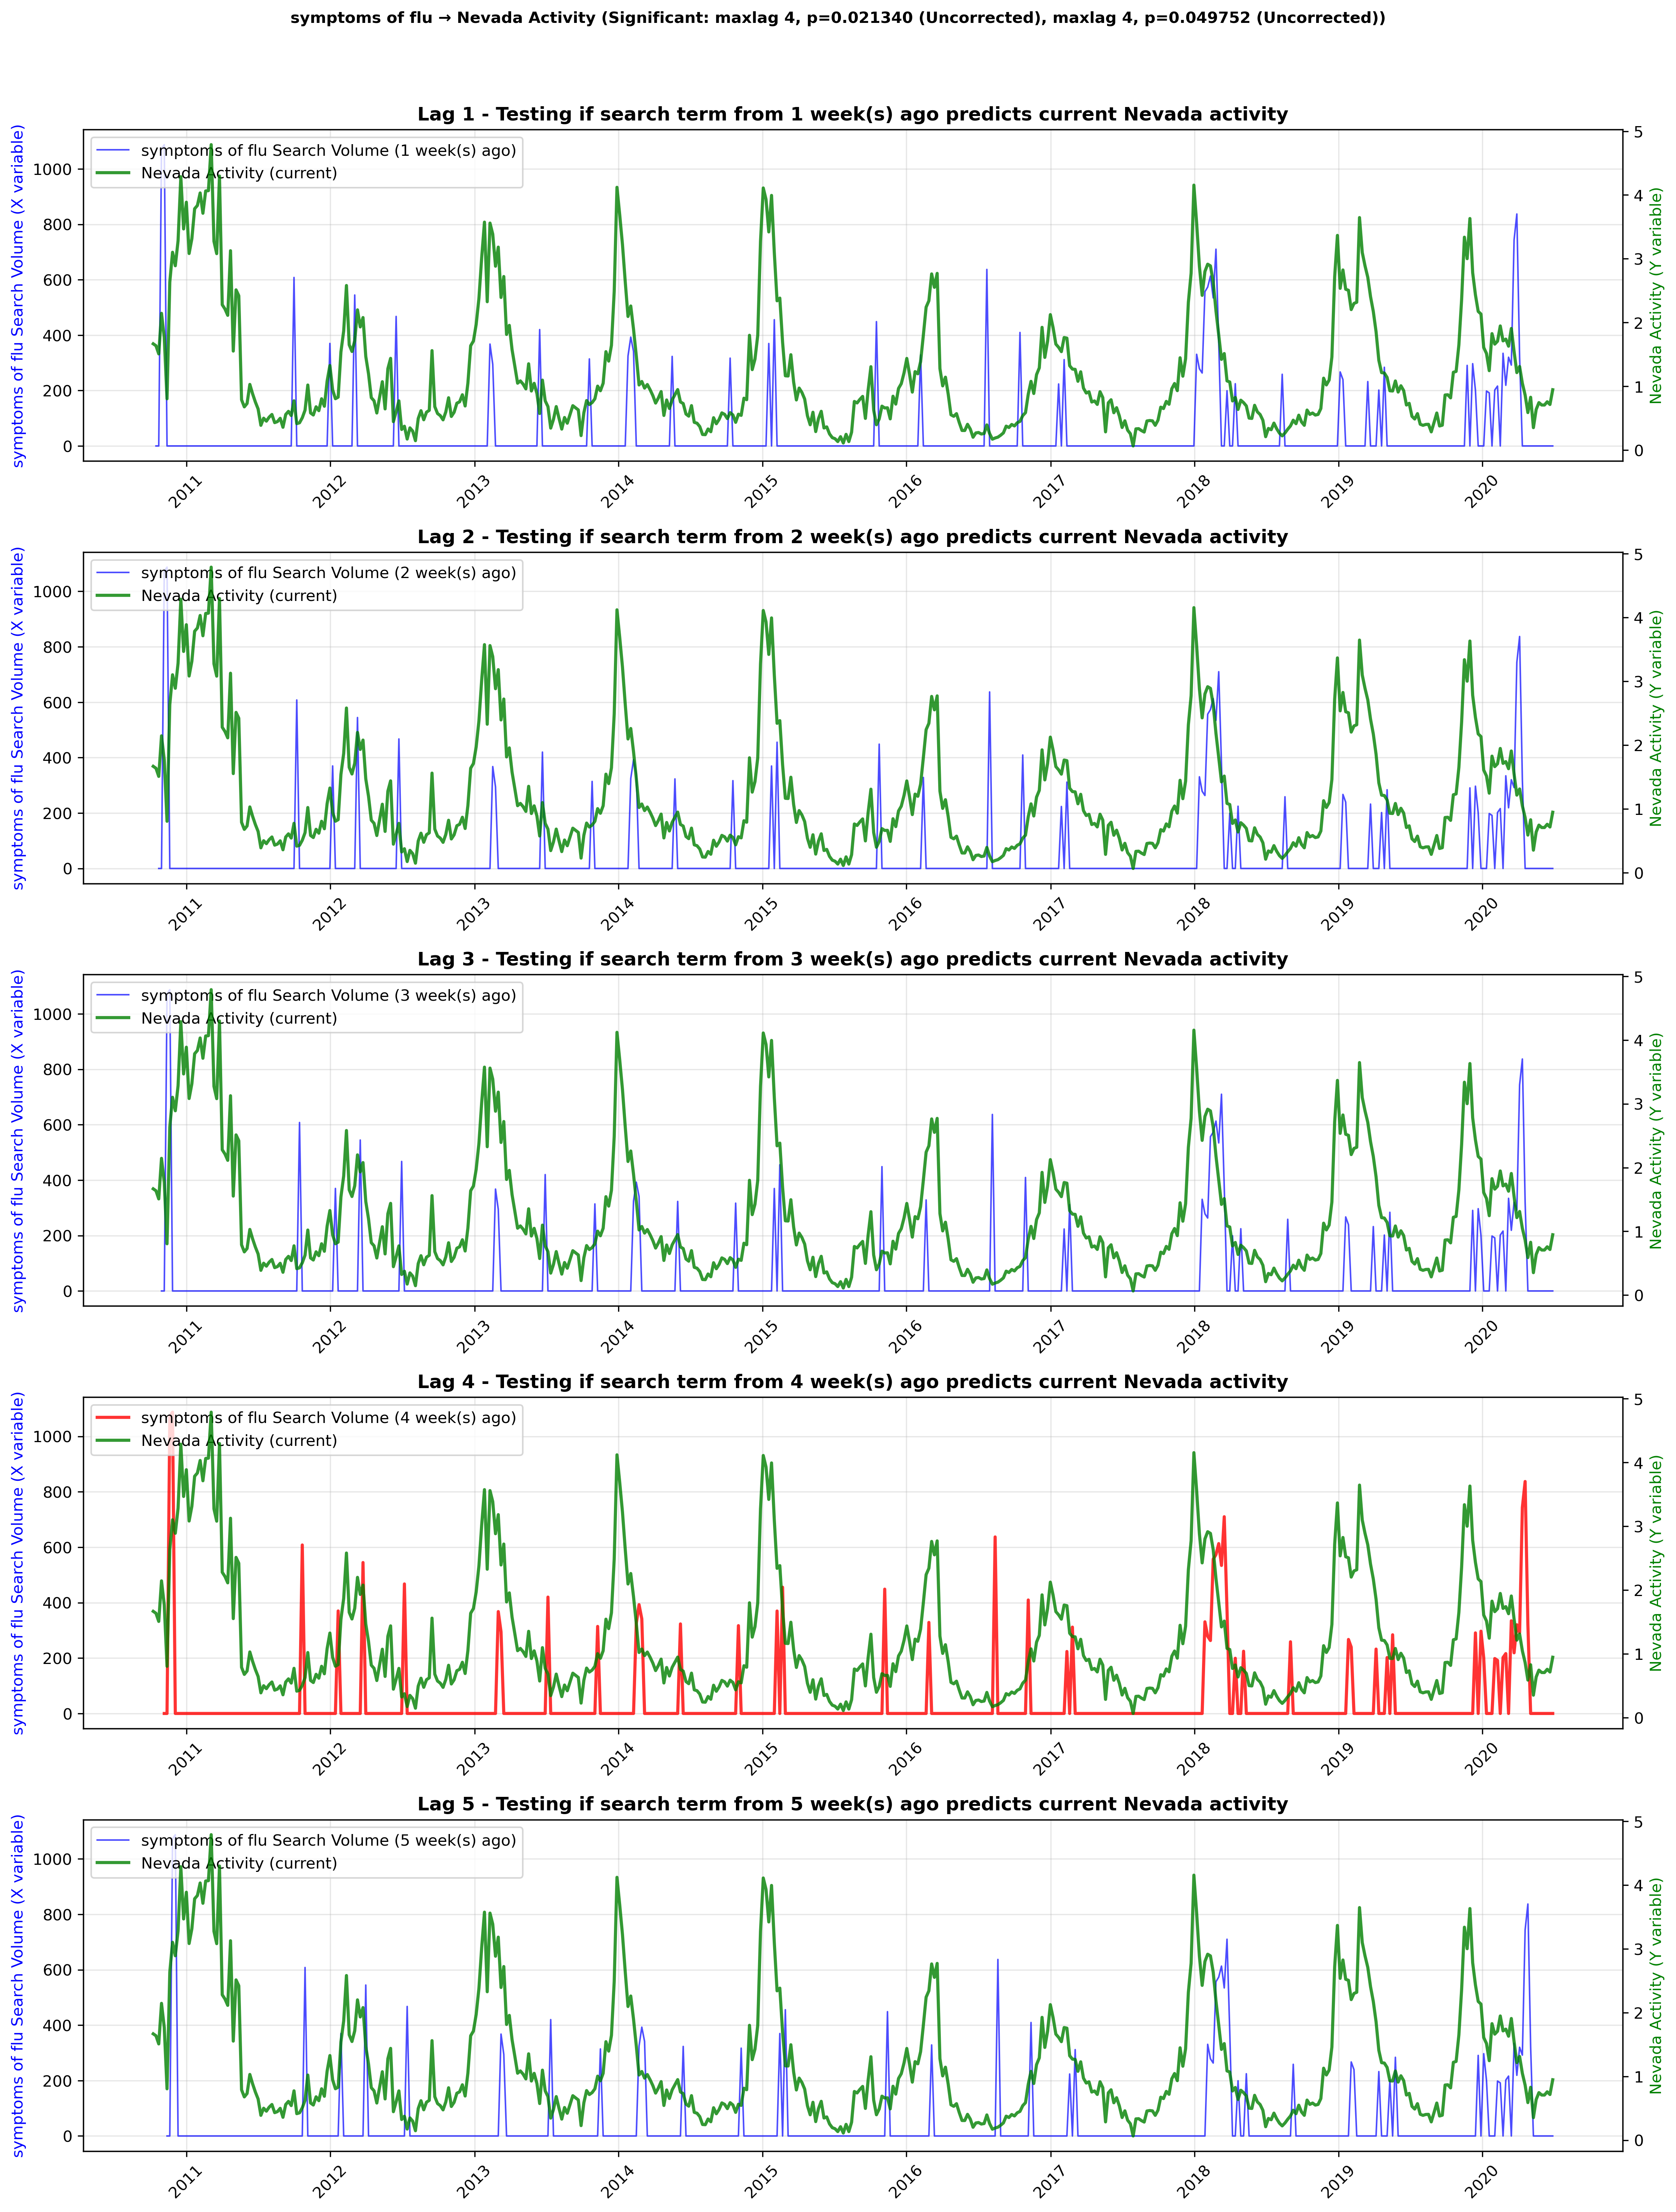 symptoms of flu → Nevada Activity (Significant: maxlag 4, p=0.021340 (Uncorrected), maxlag 4, p=0.049752 (Uncorrected))
Lag 1 - Testing if search term from 1 week(s) ago predicts current Nevada activity
symptoms of flu Search Volume (1 week(s) ago)
Nevada Activity (current)
symptoms of flu Search Volume (X variable)
1000
800
600
400
200
0
5
4
3
2
1
0
Nevada Activity (Y variable)
2011 2012 2013 2014 2015 2016 2017 2018 2019 2020
Lag 2 - Testing if search term from 2 week(s) ago predicts current Nevada activity
symptoms of flu Search Volume (2 week(s) ago)
Nevada Activity (current)
symptoms of flu Search Volume (X variable)
1000
800
600
400
200
0
5
4
3
2
1
0
Nevada Activity (Y variable)
2011 2012 2013 2014 2015 2016 2017 2018 2019 2020
Lag 3 - Testing if search term from 3 week(s) ago predicts current Nevada activity
symptoms of flu Search Volume (3 week(s) ago)
Nevada Activity (current)
symptoms of flu Search Volume (X variable)
1000
800
600
400
200
0
5
4
3
2
1
0
Nevada Activity (Y variable)
2011 2012 2013 2014 2015 2016 2017 2018 2019 2020
Lag 4 - Testing if search term from 4 week(s) ago predicts current Nevada activity
symptoms of flu Search Volume (4 week(s) ago)
Nevada Activity (current)
symptoms of flu Search Volume (X variable)
1000
800
600
400
200
0
5
4
3
2
1
0
Nevada Activity (Y variable)
2011 2012 2013 2014 2015 2016 2017 2018 2019 2020
Lag 5 - Testing if search term from 5 week(s) ago predicts current Nevada activity
symptoms of flu Search Volume (5 week(s) ago)
Nevada Activity (current)
symptoms of flu Search Volume (X variable)
1000
800
600
400
200
0
5
4
3
2
1
0
Nevada Activity (Y variable)
2011 2012 2013 2014 2015 2016 2017 2018 2019 2020